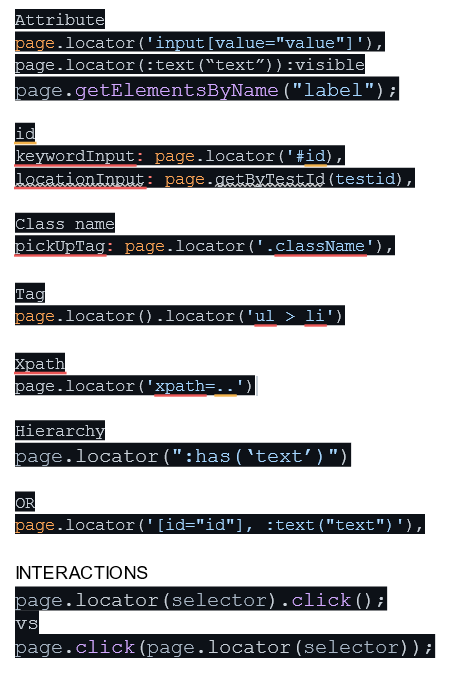 Attribute
page.locator('input[value="value"]'),
page.locator(:text(“text”)):visible
page.getElementsByName("label");
id
keywordInput: page.locator('#id),
locationInput: page.getByTestId(testid),
Class name
pickUpTag: page.locator('.className'),
Tag
page.locator().locator('ul > li')
Xpath
page.locator('xpath=..')
Hierarchy
page.locator(":has(‘text’)")
OR
page.locator('[id="id"], :text("text")'),
INTERACTIONS
page.locator(selector).click();
vs
page.click(page.locator(selector));